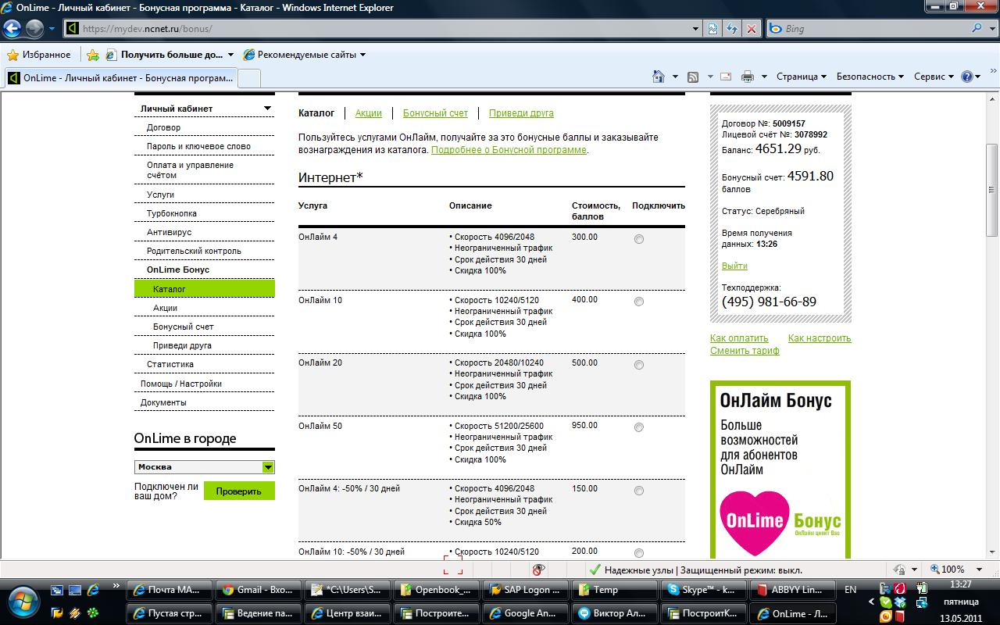 OnLime - Личный кабинет - Бонусная программа - Каталог - Windows Internet Explorer
https://mydev.ncnet.ru/bonus/
Bing
Избранное
Получить больше до...
Рекомендуемые сайты
OnLime - Личный кабинет - Бонусная програм...
Страница
Безопасность
Сервис
Личный кабинет
Договор
Пароль и ключевое слово
Оплата и управление
счётом
Услуги
Турбокнопка
Антивирус
Родительский контроль
OnLime Бонус
Каталог
Акции
Бонусный счет
Приведи друга
Статистика
Помощь / Настройки
Документы
OnLime в городе
Москва
Подключен ли
ваш дом?
Проверить
Каталог | Акции | Бонусный счет | Приведи друга
Пользуйтесь услугами ОнЛайм, получайте за это бонусные баллы и заказывайте
вознаграждения из каталога. Подробнее о Бонусной программе.
Интернет*
Услуга Описание Стоимость, Подключить
баллов
ОнЛайм 4 • Скорость 4096/2048 300.00
• Неограниченный трафик
• Срок действия 30 дней
• Скидка 100%
ОнЛайм 10 • Скорость 10240/5120 400.00
• Неограниченный трафик
• Срок действия 30 дней
• Скидка 100%
ОнЛайм 20 • Скорость 20480/10240 500.00
• Неограниченный трафик
• Срок действия 30 дней
• Скидка 100%
ОнЛайм 50 • Скорость 51200/25600 950.00
• Неограниченный трафик
• Срок действия 30 дней
• Скидка 100%
ОнЛайм 4: -50% / 30 дней • Скорость 4096/2048 150.00
• Неограниченный трафик
• Срок действия 30 дней
• Скидка 50%
ОнЛайм 10: -50% / 30 дней • Скорость 10240/5120 200.00
Договор №: 5009157
Лицевой счёт №: 3078992
Баланс: 4651.29 руб.
Бонусный счет: 4591.80
баллов
Статус: Серебряный
Время получения
данных: 13:26
Выйти
Техподдержка:
(495) 981-66-89
Как оплатить Как настроить
Сменить тариф
ОнЛайм Бонус
Больше
возможностей
для абонентов
ОнЛайм
OnLime Бонус
ОнЛайм ценит Вас
Надежные узлы | Защищенный режим: выкл.
100%
Почта MA...
Gmail - Вхо...
*C:\Users\S...
Openbook_...
SAP Logon ...
Temp
Skype™ - k...
ABBYY Lin...
EN
13:27
Пустая стр...
Ведение па...
Центр взаи...
Построите...
Google An...
Виктор Ал...
ПостроитК...
OnLime - Л...
пятница
13.05.2011